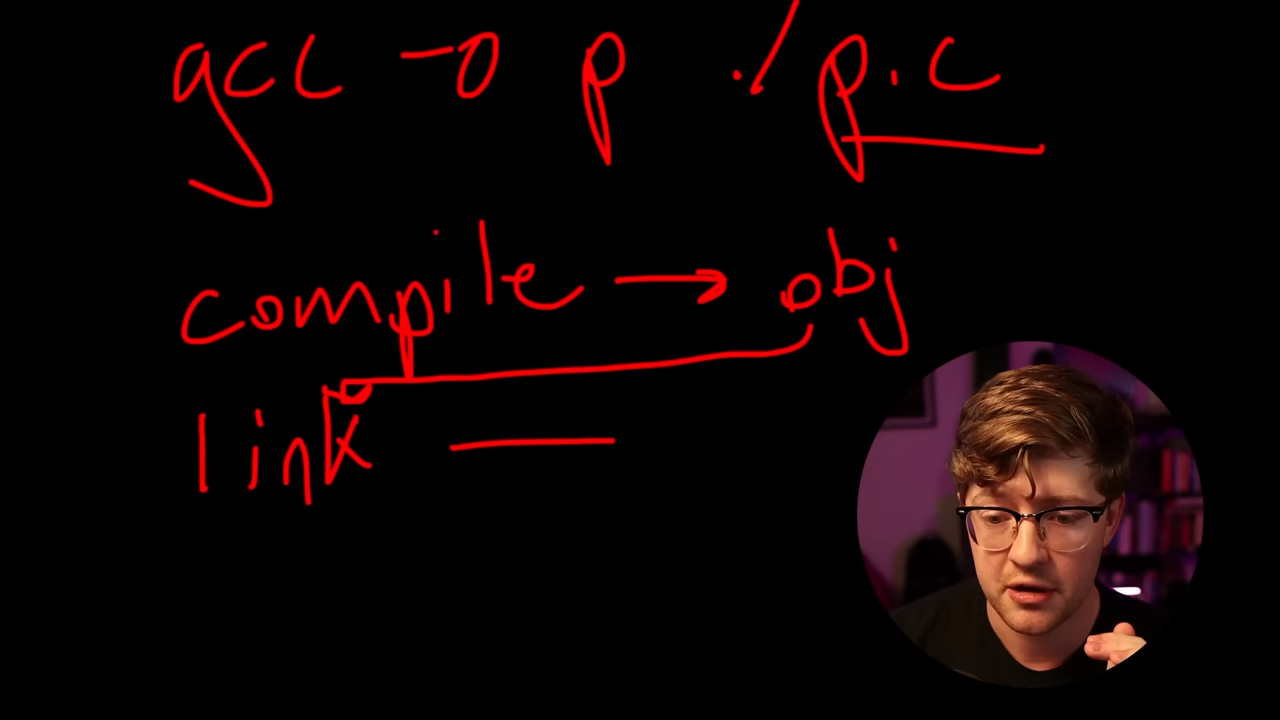 gcc -o p ./p.c
compile → obj
link —